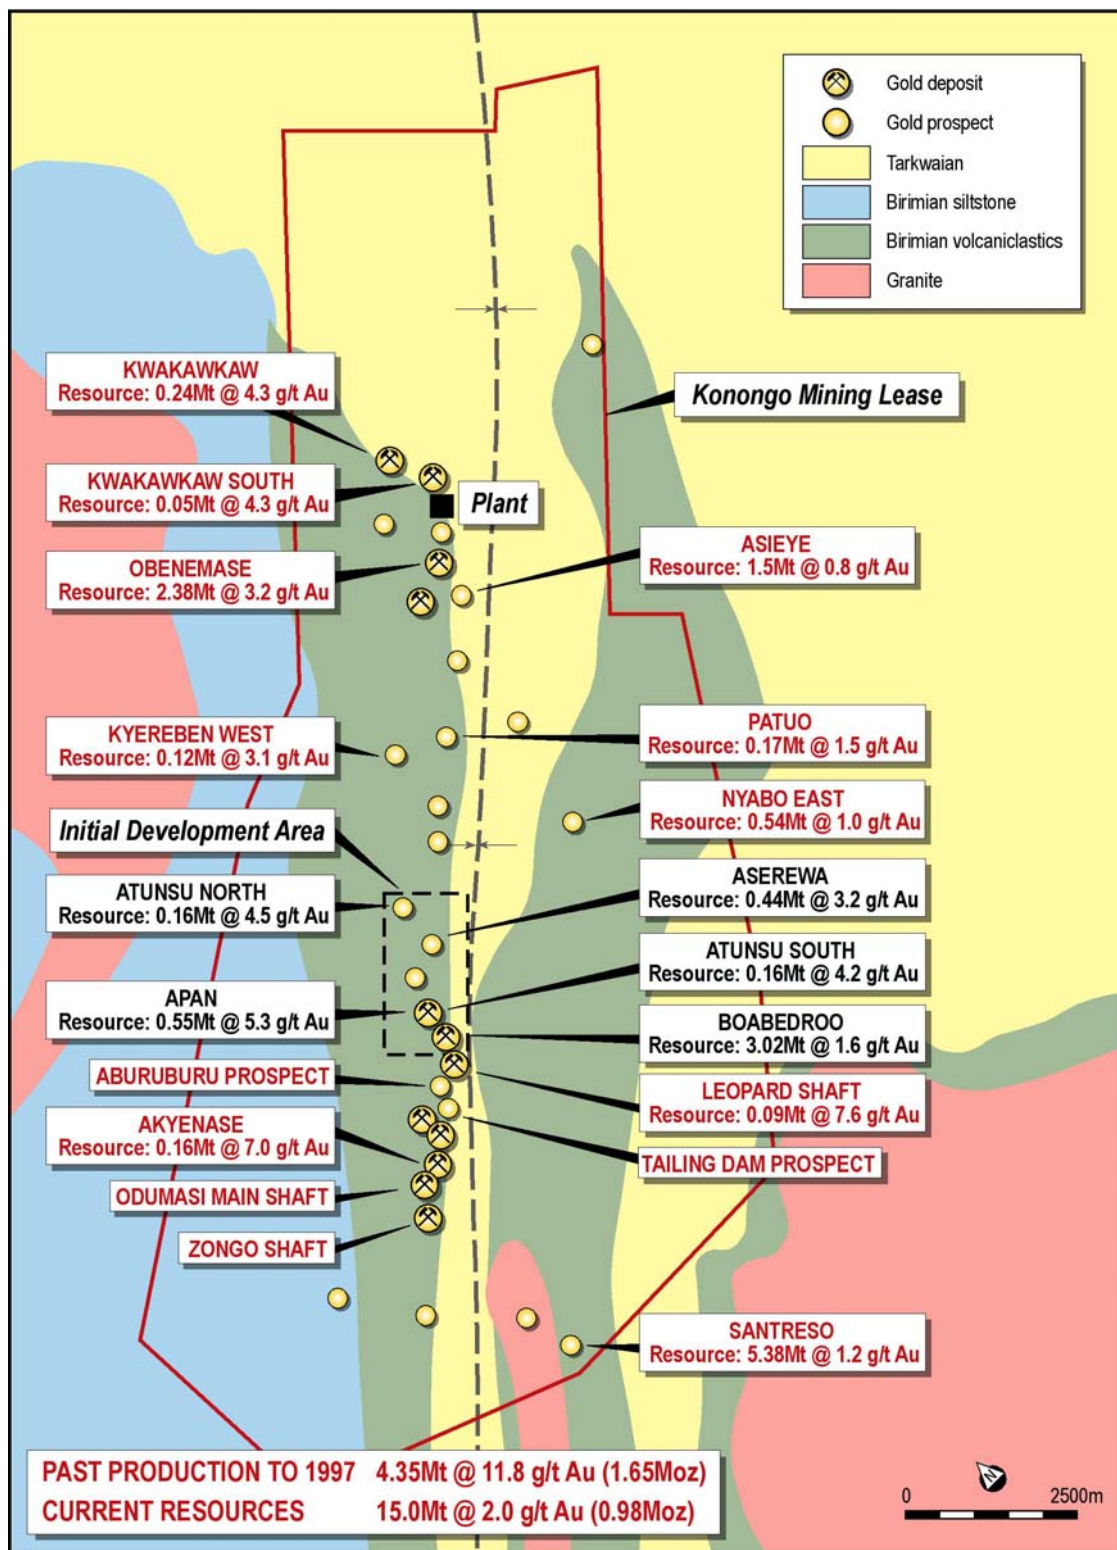 Gold deposit
Gold prospect
Tarkwaian
Birimian siltstone
Birimian volcaniclastics
Granite
KWAKAWKAW
Resource: 0.24Mt @ 4.3 g/t Au
Konongo Mining Lease
KWAKAWKAW SOUTH
Resource: 0.05Mt @ 4.3 g/t Au
Plant
OBENEMASE
Resource: 2.38Mt @ 3.2 g/t Au
ASIEYE
Resource: 1.5Mt @ 0.8 g/t Au
KYEREBEN WEST
Resource: 0.12Mt @ 3.1 g/t Au
PATUO
Resource: 0.17Mt @ 1.5 g/t Au
NYABO EAST
Resource: 0.54Mt @ 1.0 g/t Au
Initial Development Area
ATUNSU NORTH
Resource: 0.16Mt @ 4.5 g/t Au
ASEREWA
Resource: 0.44Mt @ 3.2 g/t Au
ATUNSU SOUTH
Resource: 0.16Mt @ 4.2 g/t Au
APAN
Resource: 0.55Mt @ 5.3 g/t Au
BOABEDROO
Resource: 3.02Mt @ 1.6 g/t Au
ABURUBURU PROSPECT
LEOPARD SHAFT
Resource: 0.09Mt @ 7.6 g/t Au
AKYENASE
Resource: 0.16Mt @ 7.0 g/t Au
TAILING DAM PROSPECT
ODUMASI MAIN SHAFT
ZONGO SHAFT
SANTRESO
Resource: 5.38Mt @ 1.2 g/t Au
PAST PRODUCTION TO 1997 4.35Mt @ 11.8 g/t Au (1.65Moz)
CURRENT RESOURCES 15.0Mt @ 2.0 g/t Au (0.98Moz)
N
0 2500m